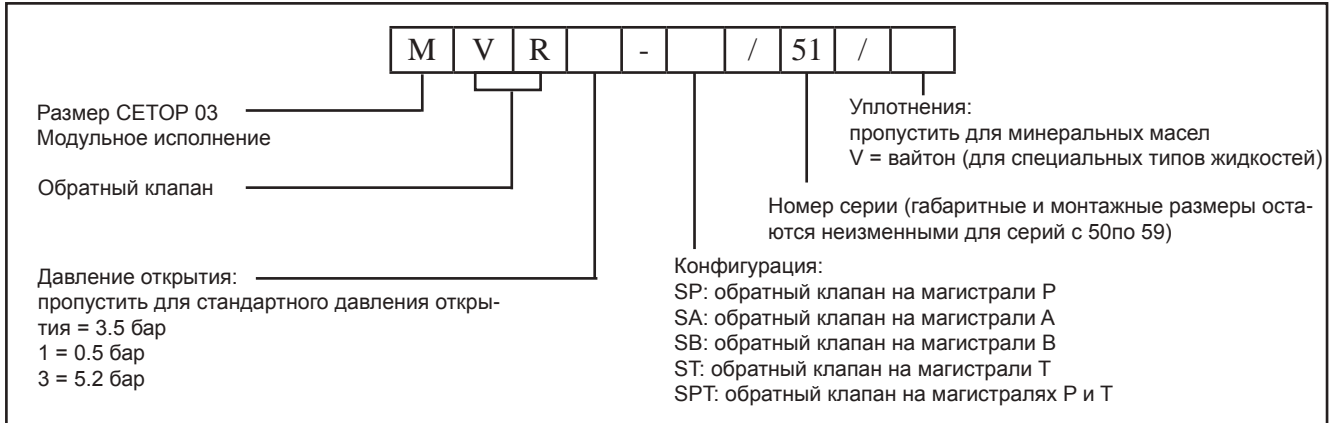 M V R - / 51 /
Размер CETOP 03
Модульное исполнение
Обратный клапан
Давление открытия:
пропустить для стандартного давления откры-
тия = 3.5 бар
1 = 0.5 бар
3 = 5.2 бар
Уплотнения:
пропустить для минеральных масел
V = вайтон (для специальных типов жидкостей)
Номер серии (габаритные и монтажные размеры оста-
ются неизменными для серий с 50по 59)
Конфигурация:
SP: обратный клапан на магистрали P
SA: обратный клапан на магистрали A
SB: обратный клапан на магистрали B
ST: обратный клапан на магистрали T
SPT: обратный клапан на магистралях P и T